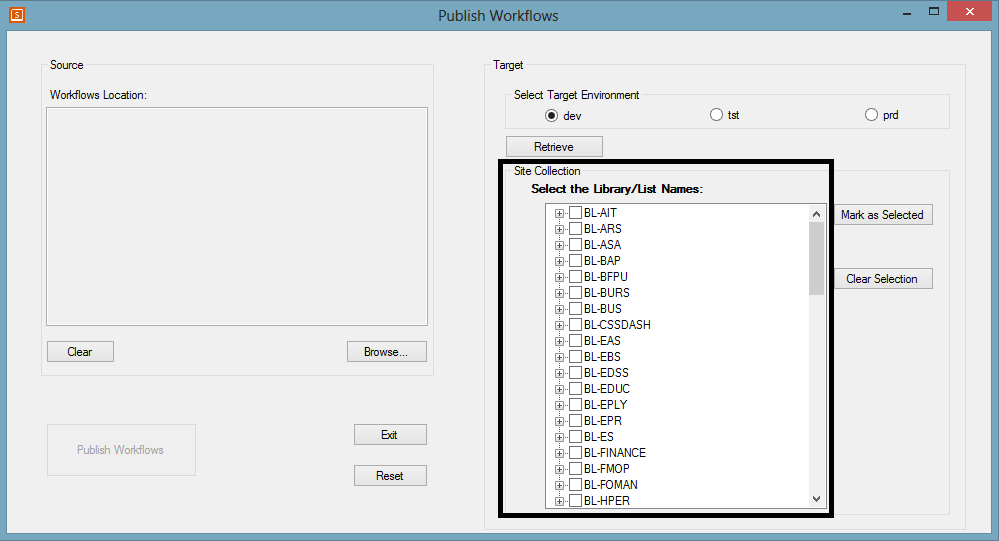 S
Publish Workflows
Source
Workflows Location:
Clear
Browse...
Publish Workflows
Exit
Reset
Target
Select Target Environment
dev
tst
prd
Retrieve
Site Collection
Select the Library/List Names:
BL-AIT
BL-ARS
BL-ASA
BL-BAP
BL-BFPU
BL-BURS
BL-BUS
BL-CSSDASH
BL-EAS
BL-EBS
BL-EDSS
BL-EDUC
BL-EPLY
BL-EPR
BL-ES
BL-FINANCE
BL-FMOP
BL-FOMAN
BL-HPER
Mark as Selected
Clear Selection